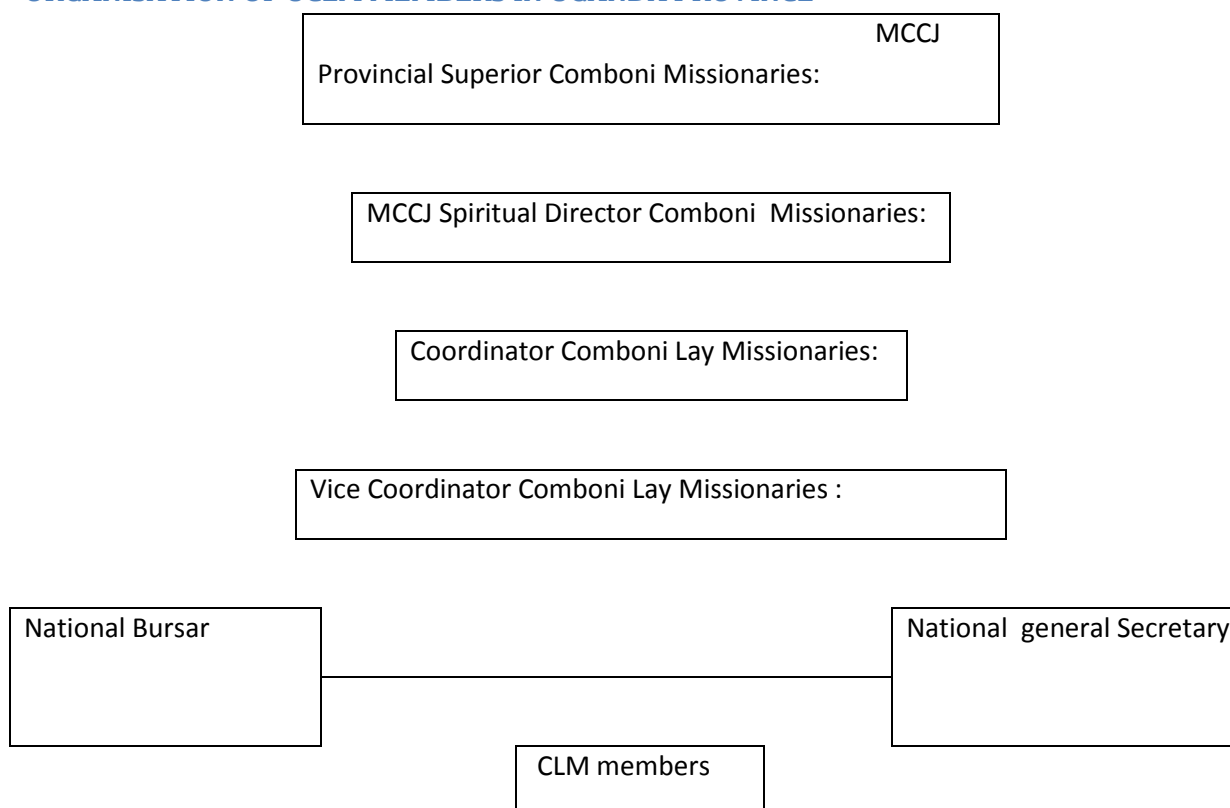 MCCJ
Provincial Superior Comboni Missionaries:
MCCJ Spiritual Director Comboni  Missionaries:
Coordinator Comboni Lay Missionaries:
Vice Coordinator Comboni Lay Missionaries :
National Bursar
National  general Secretary
CLM members